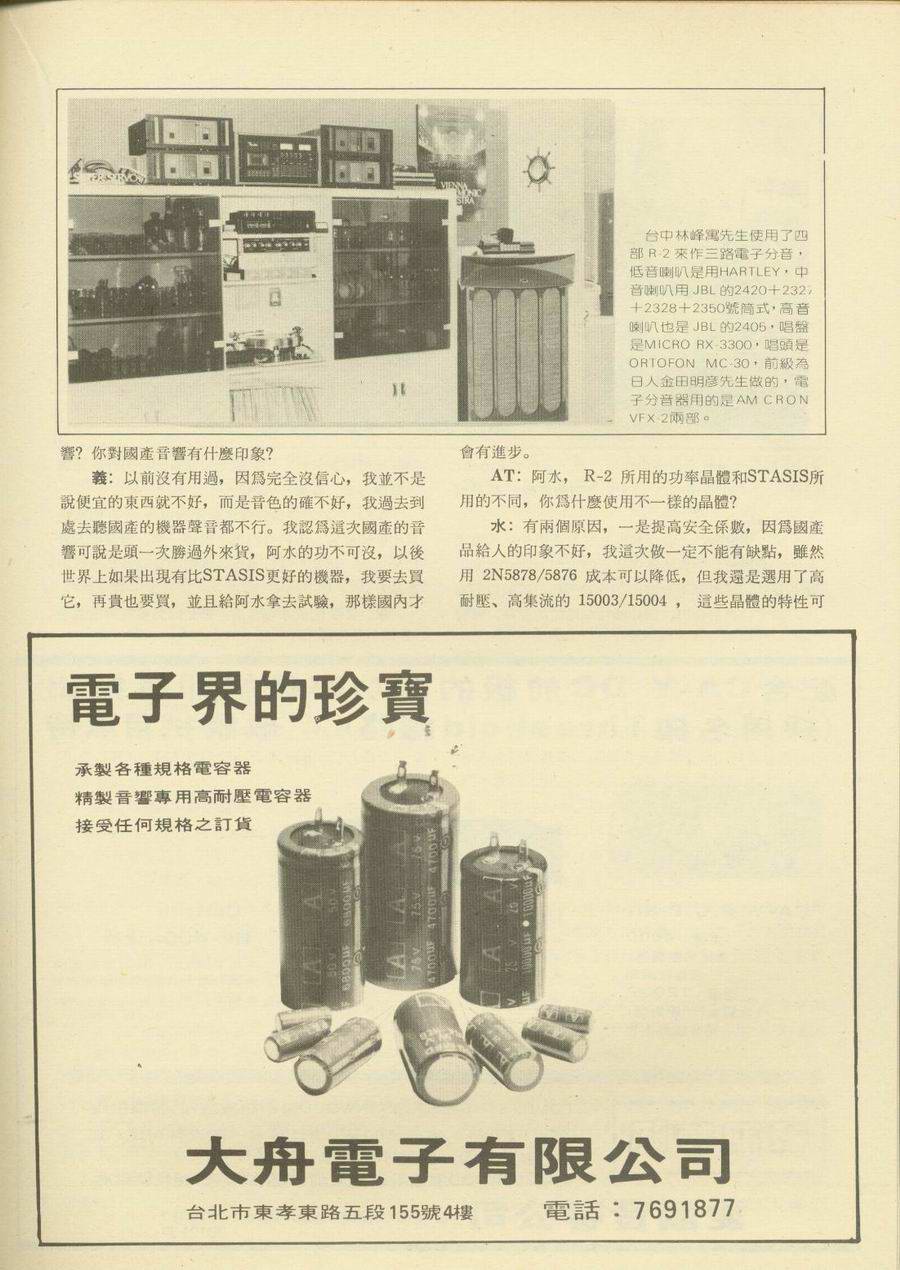 SUPER SERVO
VIENNA
台中林峰寓先生使用了四
部 R-2 來作三路電子分音，
低音喇叭是用HARTLEY，中
音喇叭用 JBL 的2420＋2327
＋2328＋2350號筒式，高音
喇叭也是 JBL 的2405，唱盤
是MICRO RX-3300，唱頭是
ORTOFON MC-30，前級為
日人金田明彥先生做的，電
子分音器用的是AM CRON
VFX-2兩部。
響？你對國產音響有什麼印象？
義：以前沒有用過，因爲完全沒信心，我並不是
說便宜的東西就不好，而是音色的確不好，我過去到
處去聽國產的機器聲音都不行。我認爲這次國產的音
響可說是頭一次勝過外來貨，阿水的功不可沒，以後
世界上如果出現有比STASIS更好的機器，我要去買
它，再貴也要買，並且給阿水拿去試驗，那樣國內才
會有進步。
AT：阿水， R-2 所用的功率晶體和STASIS所
用的不同，你爲什麼使用不一樣的晶體？
水：有兩個原因，一是提高安全係數，因爲國產
品給人的印象不好，我這次做一定不能有缺點，雖然
用 2N5878/5876 成本可以降低，但我還是選用了高
耐壓、高集流的 15003/15004 ， 這些晶體的特性可
電子界的珍寶
承製各種規格電容器
精製音響專用高耐壓電容器
接受任何規格之訂貨
50V 6800UF
75V 4700UF
25V 10000UF
大舟電子有限公司
台北市東孝東路五段155號4樓 電話：7691877